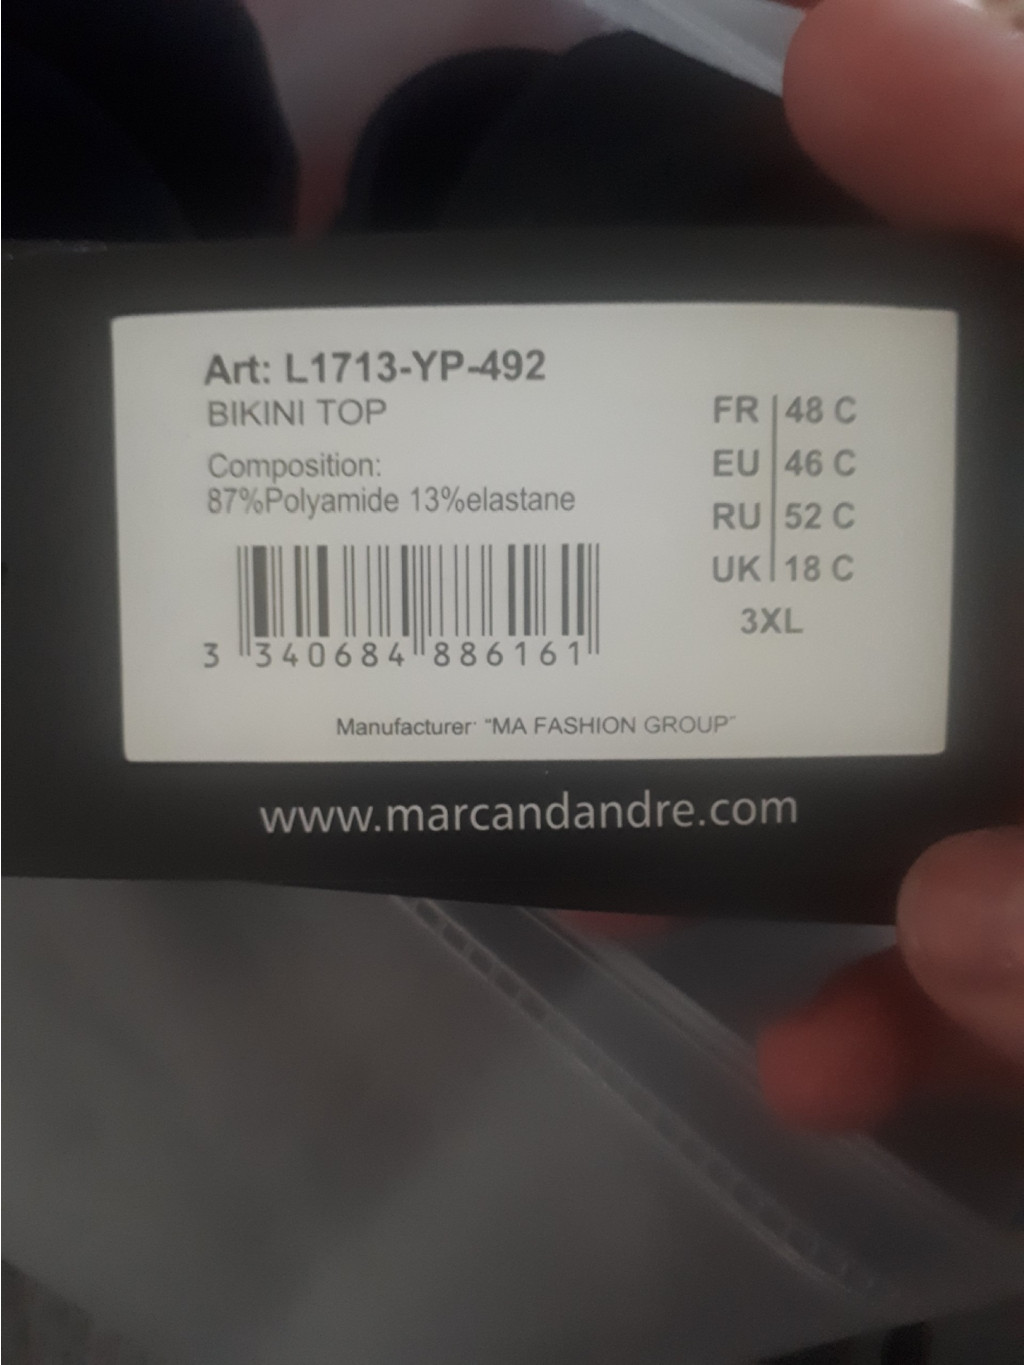 Art: L1713-YP-492
BIKINI TOP
Composition:
87%Polyamide 13%elastane
FR 48 C
EU 46 C
RU 52 C
UK 18 C
3XL
3 340684 886161
Manufacturer: "MA FASHION GROUP"
www.marcandandre.com